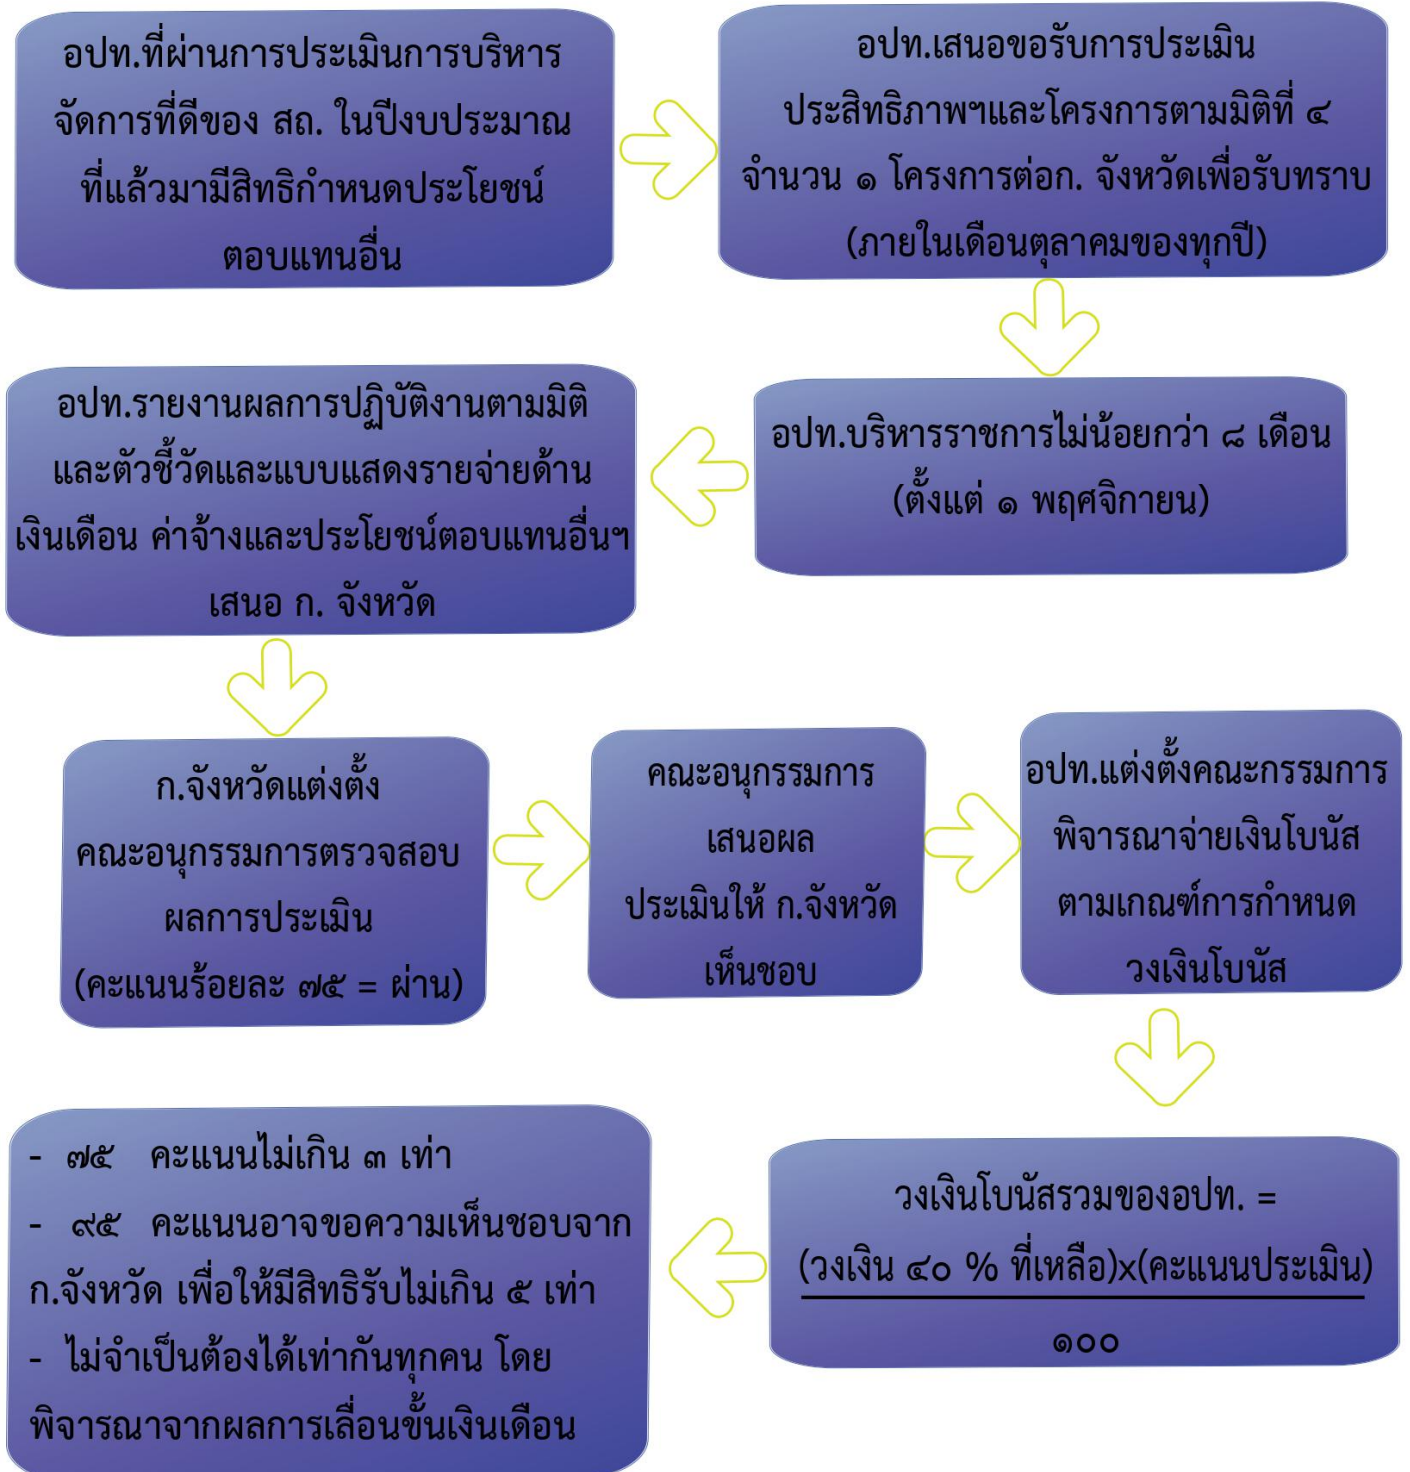 อปท.ที่ผ่านการประเมินการบริหาร
จัดการที่ดีของ สถ. ในปีงบประมาณ
ที่แล้วมามีสิทธิกำหนดประโยชน์
ตอบแทนอื่น
อปท.เสนอขอรับการประเมิน
ประสิทธิภาพฯและโครงการตามมิติที่ ๔
จำนวน ๑ โครงการต่อก. จังหวัดเพื่อรับทราบ
(ภายในเดือนตุลาคมของทุกปี)
อปท.บริหารราชการไม่น้อยกว่า ๘ เดือน
(ตั้งแต่ ๑ พฤศจิกายน)
อปท.รายงานผลการปฏิบัติงานตามมิติ
และตัวชี้วัดและแบบแสดงรายจ่ายด้าน
เงินเดือน ค่าจ้างและประโยชน์ตอบแทนอื่นฯ
เสนอ ก. จังหวัด
ก.จังหวัดแต่งตั้ง
คณะอนุกรรมการตรวจสอบ
ผลการประเมิน
(คะแนนร้อยละ ๗๕ = ผ่าน)
คณะอนุกรรมการ
เสนอผล
ประเมินให้ ก.จังหวัด
เห็นชอบ
อปท.แต่งตั้งคณะกรรมการ
พิจารณาจ่ายเงินโบนัส
ตามเกณฑ์การกำหนด
วงเงินโบนัส
วงเงินโบนัสรวมของอปท. =
(วงเงิน ๔๐ % ที่เหลือ)x(คะแนนประเมิน)
๑๐๐
- ๗๕ คะแนนไม่เกิน ๓ เท่า
- ๙๕ คะแนนอาจขอความเห็นชอบจาก
ก.จังหวัด เพื่อให้มีสิทธิรับไม่เกิน ๕ เท่า
- ไม่จำเป็นต้องได้เท่ากันทุกคน โดย
พิจารณาจากผลการเลื่อนขั้นเงินเดือน